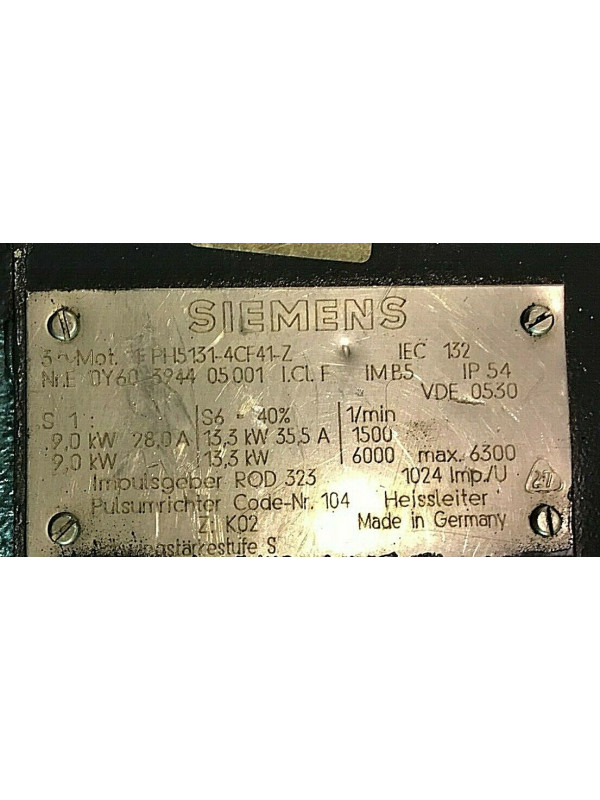 SIEMENS
3~Mot. 1PH5131-4CF41-Z IEC 132
Nr.E 0Y60 3944 05 001 I.Cl. F IM B5 IP 54
VDE 0530
S 1 : S6 - 40% 1/min
9,0 kW 28,0 A 13,3 kW 35,5 A 1500
9,0 kW 13,3 kW 6000 max. 6300
Impulsgeber ROD 323 1024 Imp./U
Pulsumrichter Code-Nr. 104 Heissleiter
Z: K02 Made in Germany
S